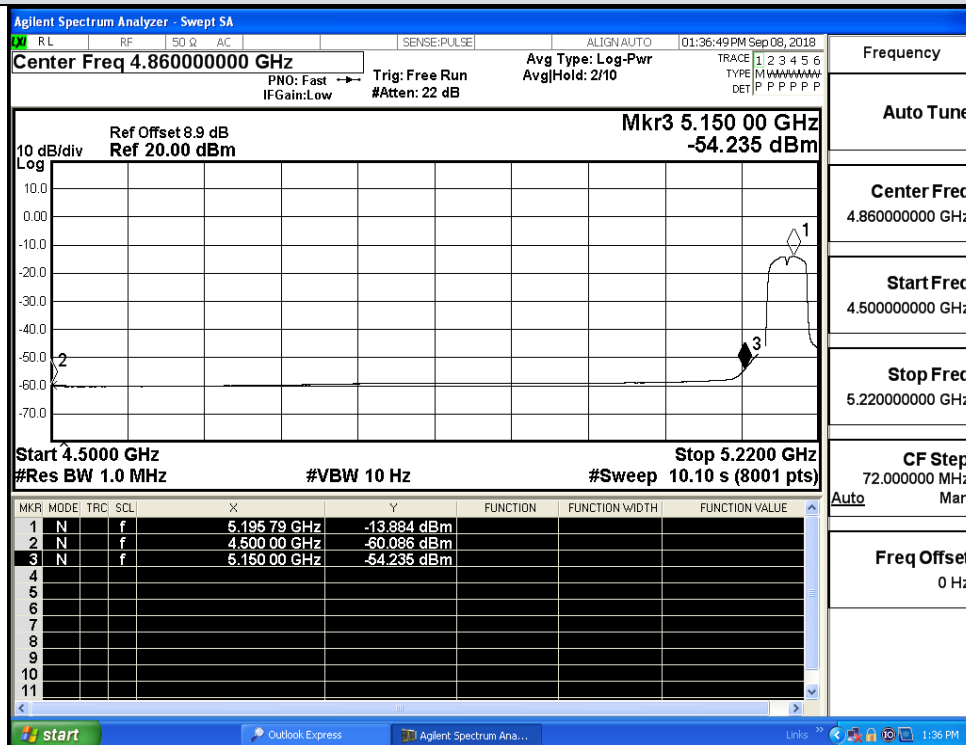 Agilent Spectrum Analyzer - Swept SA
LXI RL RF 50 Ω AC SENSE:PULSE ALIGN AUTO 01:36:49 PM Sep 08, 2018
Center Freq 4.860000000 GHz
PNO: Fast
IFGain:Low
Trig: Free Run
#Atten: 22 dB
Avg Type: Log-Pwr
Avg|Hold: 2/10
TRACE 1 2 3 4 5 6
TYPE M WWWWW
DET P P P P P P
Mkr3 5.150 00 GHz
-54.235 dBm
Ref Offset 8.9 dB
10 dB/div Ref 20.00 dBm
Log
10.0
0.00
-10.0
-20.0
-30.0
-40.0
-50.0
-60.0
-70.0
1
2
3
Start 4.5000 GHz Stop 5.2200 GHz
#Res BW 1.0 MHz #VBW 10 Hz #Sweep 10.10 s (8001 pts)
MKR MODE TRC SCL X Y FUNCTION FUNCTION WIDTH FUNCTION VALUE
1 N f 5.195 79 GHz -13.884 dBm
2 N f 4.500 00 GHz -60.086 dBm
3 N f 5.150 00 GHz -54.235 dBm
4
5
6
7
8
9
10
11
Frequency
Auto Tune
Center Freq
4.860000000 GHz
Start Freq
4.500000000 GHz
Stop Freq
5.220000000 GHz
CF Step
72.000000 MHz
Auto Man
Freq Offset
0 Hz
start Outlook Express Agilent Spectrum Ana... Links » 1:36 PM